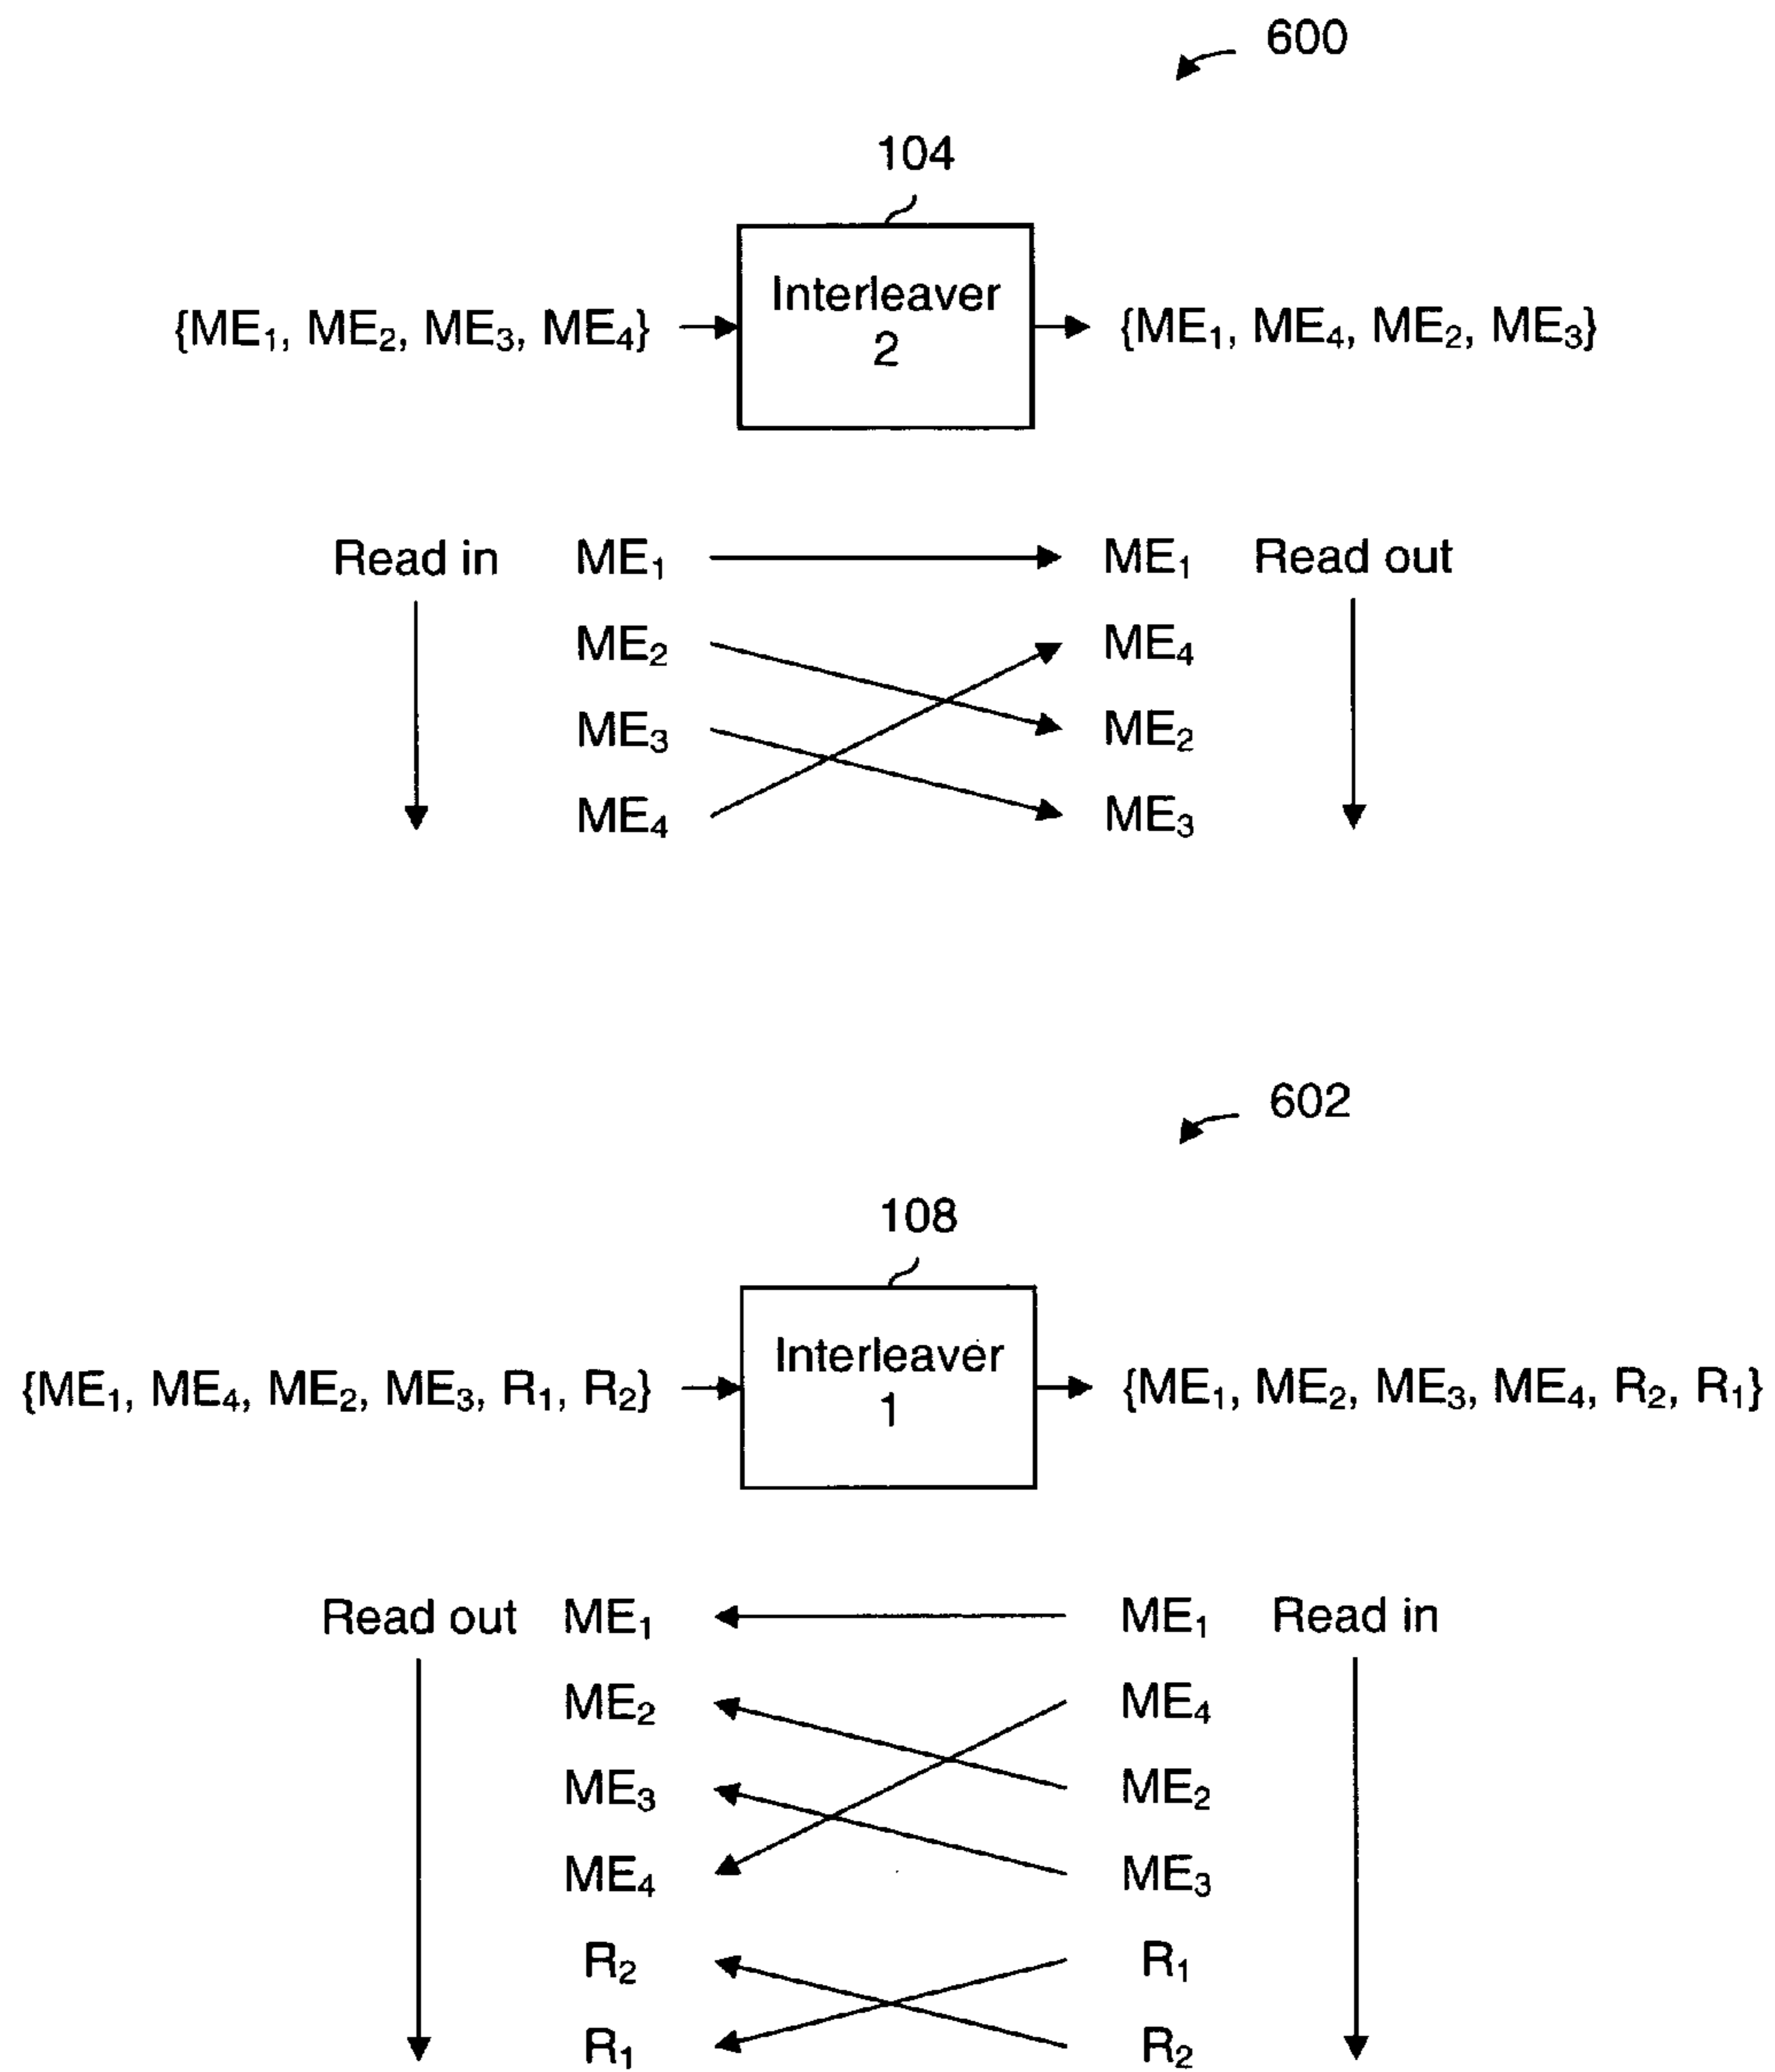 600
104
Interleaver
2
{ME₁, ME₂, ME₃, ME₄}
{ME₁, ME₄, ME₂, ME₃}
Read in ME₁ ME₁ Read out
ME₂ ME₄
ME₃ ME₂
ME₄ ME₃
602
108
Interleaver
1
{ME₁, ME₄, ME₂, ME₃, R₁, R₂}
{ME₁, ME₂, ME₃, ME₄, R₂, R₁}
Read out ME₁ ME₁ Read in
ME₂ ME₄
ME₃ ME₂
ME₄ ME₃
R₂ R₁
R₁ R₂